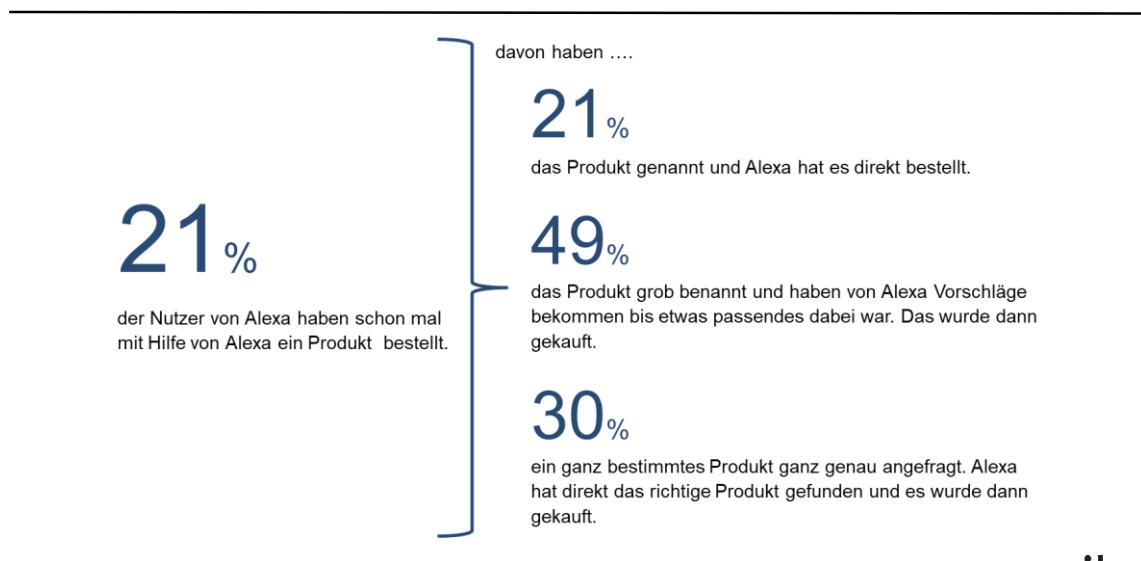 davon haben ….
21%
das Produkt genannt und Alexa hat es direkt bestellt.
21%
der Nutzer von Alexa haben schon mal
mit Hilfe von Alexa ein Produkt bestellt.
49%
das Produkt grob benannt und haben von Alexa Vorschläge
bekommen bis etwas passendes dabei war. Das wurde dann
gekauft.
30%
ein ganz bestimmtes Produkt ganz genau angefragt. Alexa
hat direkt das richtige Produkt gefunden und es wurde dann
gekauft.